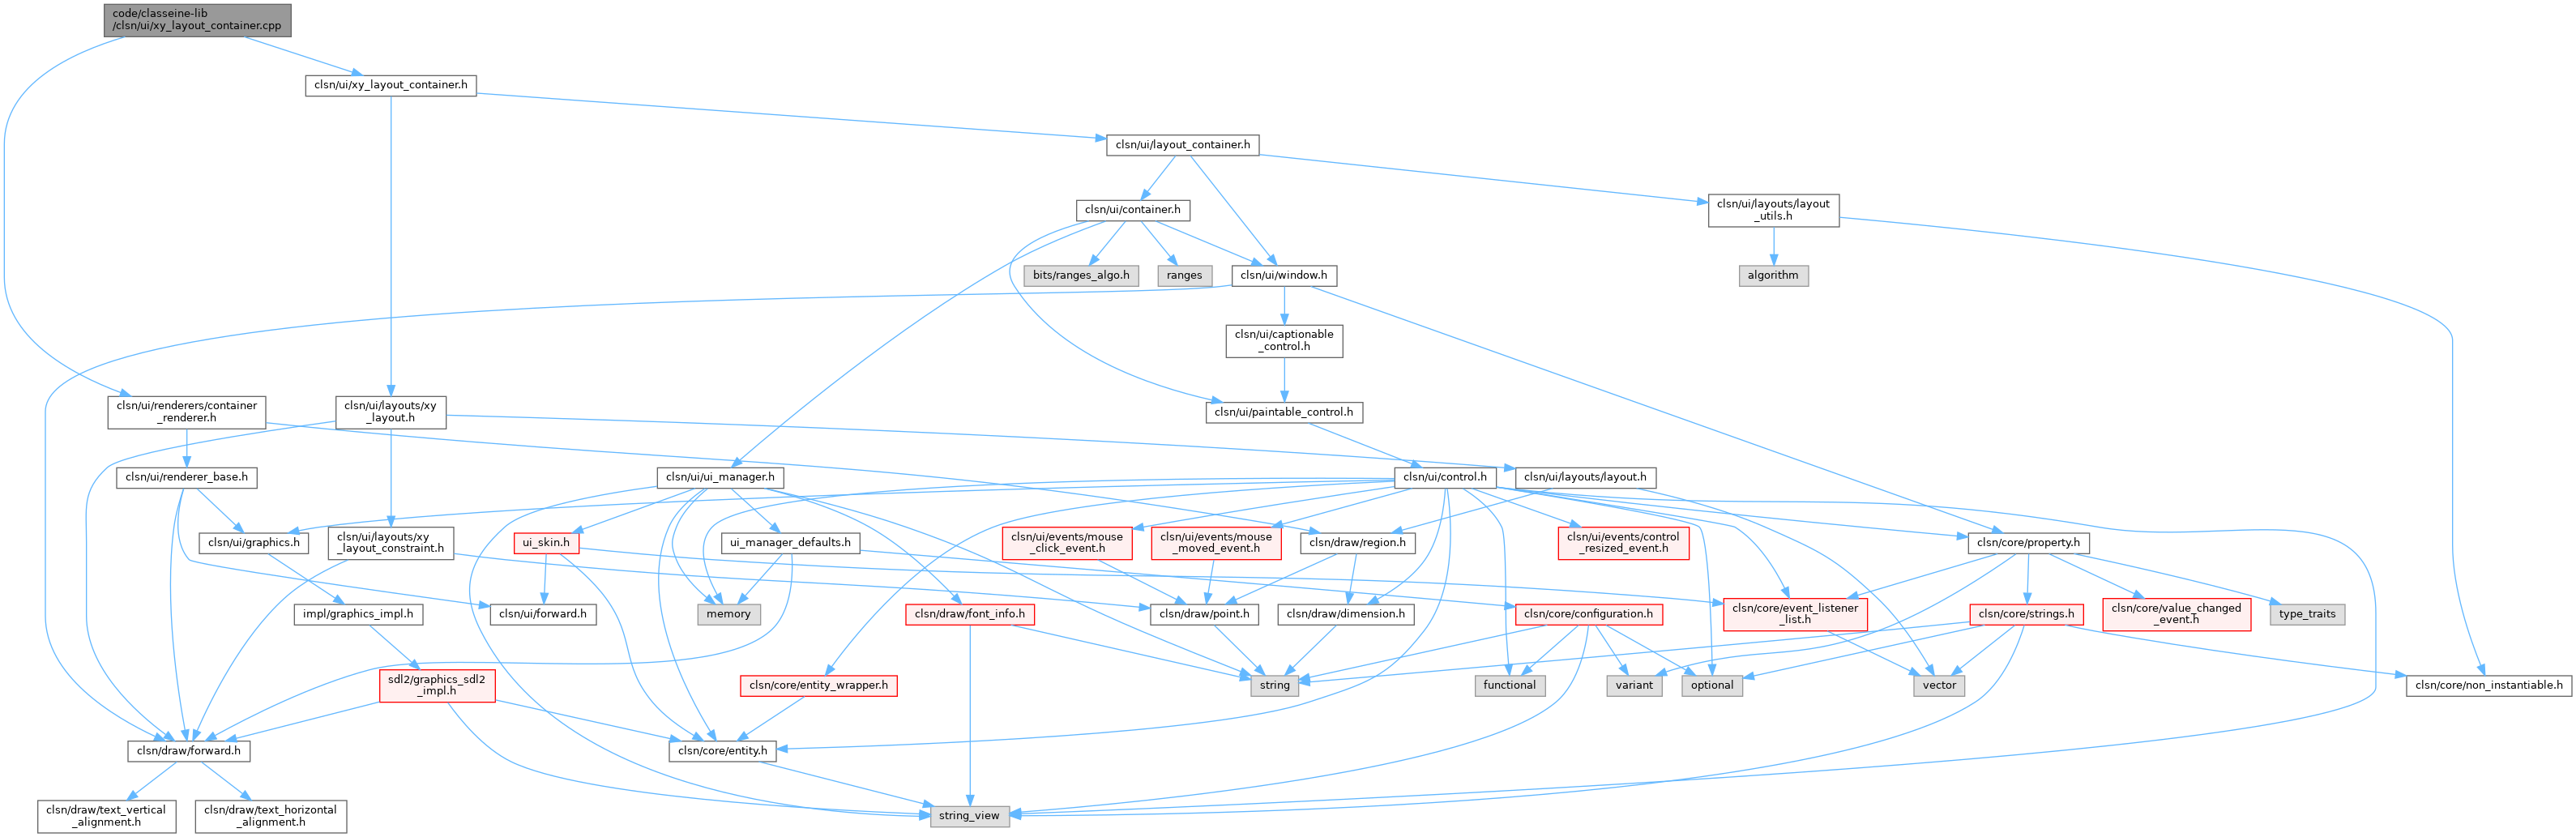 code/classeine-lib
/clsn/ui/xy_layout_container.cpp
clsn/ui/xy_layout_container.h
clsn/ui/layout_container.h
clsn/ui/container.h
clsn/ui/layouts/layout
_utils.h
bits/ranges_algo.h
ranges
clsn/ui/window.h
algorithm
clsn/ui/captionable
_control.h
clsn/ui/renderers/container
_renderer.h
clsn/ui/layouts/xy
_layout.h
clsn/ui/paintable_control.h
clsn/ui/renderer_base.h
clsn/ui/ui_manager.h
clsn/ui/control.h
clsn/ui/layouts/layout.h
clsn/ui/graphics.h
clsn/ui/layouts/xy
_layout_constraint.h
ui_skin.h
ui_manager_defaults.h
clsn/ui/events/mouse
_click_event.h
clsn/ui/events/mouse
_moved_event.h
clsn/draw/region.h
clsn/ui/events/control
_resized_event.h
clsn/core/property.h
impl/graphics_impl.h
clsn/ui/forward.h
memory
clsn/draw/font_info.h
clsn/draw/point.h
clsn/draw/dimension.h
clsn/core/configuration.h
clsn/core/event_listener
_list.h
clsn/core/strings.h
clsn/core/value_changed
_event.h
type_traits
sdl2/graphics_sdl2
_impl.h
clsn/core/entity_wrapper.h
string
functional
variant
optional
vector
clsn/core/non_instantiable.h
clsn/draw/forward.h
clsn/core/entity.h
clsn/draw/text_vertical
_alignment.h
clsn/draw/text_horizontal
_alignment.h
string_view